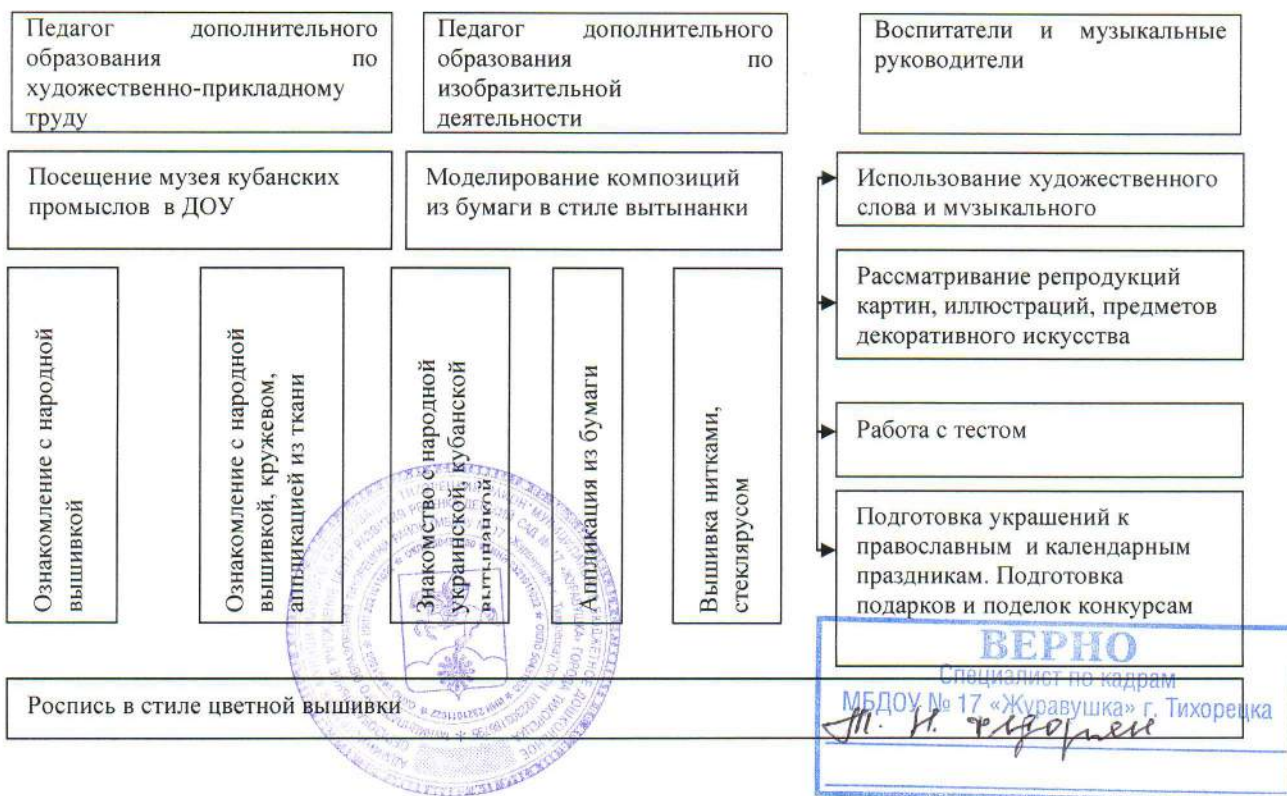 Педагог дополнительного
образования по
художественно-прикладному
труду
Педагог дополнительного
образования по
изобразительной
деятельности
Воспитатели и музыкальные
руководители
Посещение музея кубанских
промыслов в ДОУ
Моделирование композиций
из бумаги в стиле вытынанки
Использование художественного
слова и музыкального
Рассматривание репродукций
картин, иллюстраций, предметов
декоративного искусства
Работа с тестом
Подготовка украшений к
православным и календарным
праздникам. Подготовка
подарков и поделок конкурсам
Ознакомление с народной
вышивкой
Ознакомление с народной
вышивкой, кружевом,
аппликацией из ткани
Знакомство с народной
украинской, кубанской
вытынанкой
Аппликация из бумаги
Вышивка нитками,
стеклярусом
Роспись в стиле цветной вышивки
ВЕРНО
Специалист по кадрам
МБДОУ № 17 «Журавушка» г. Тихорецка